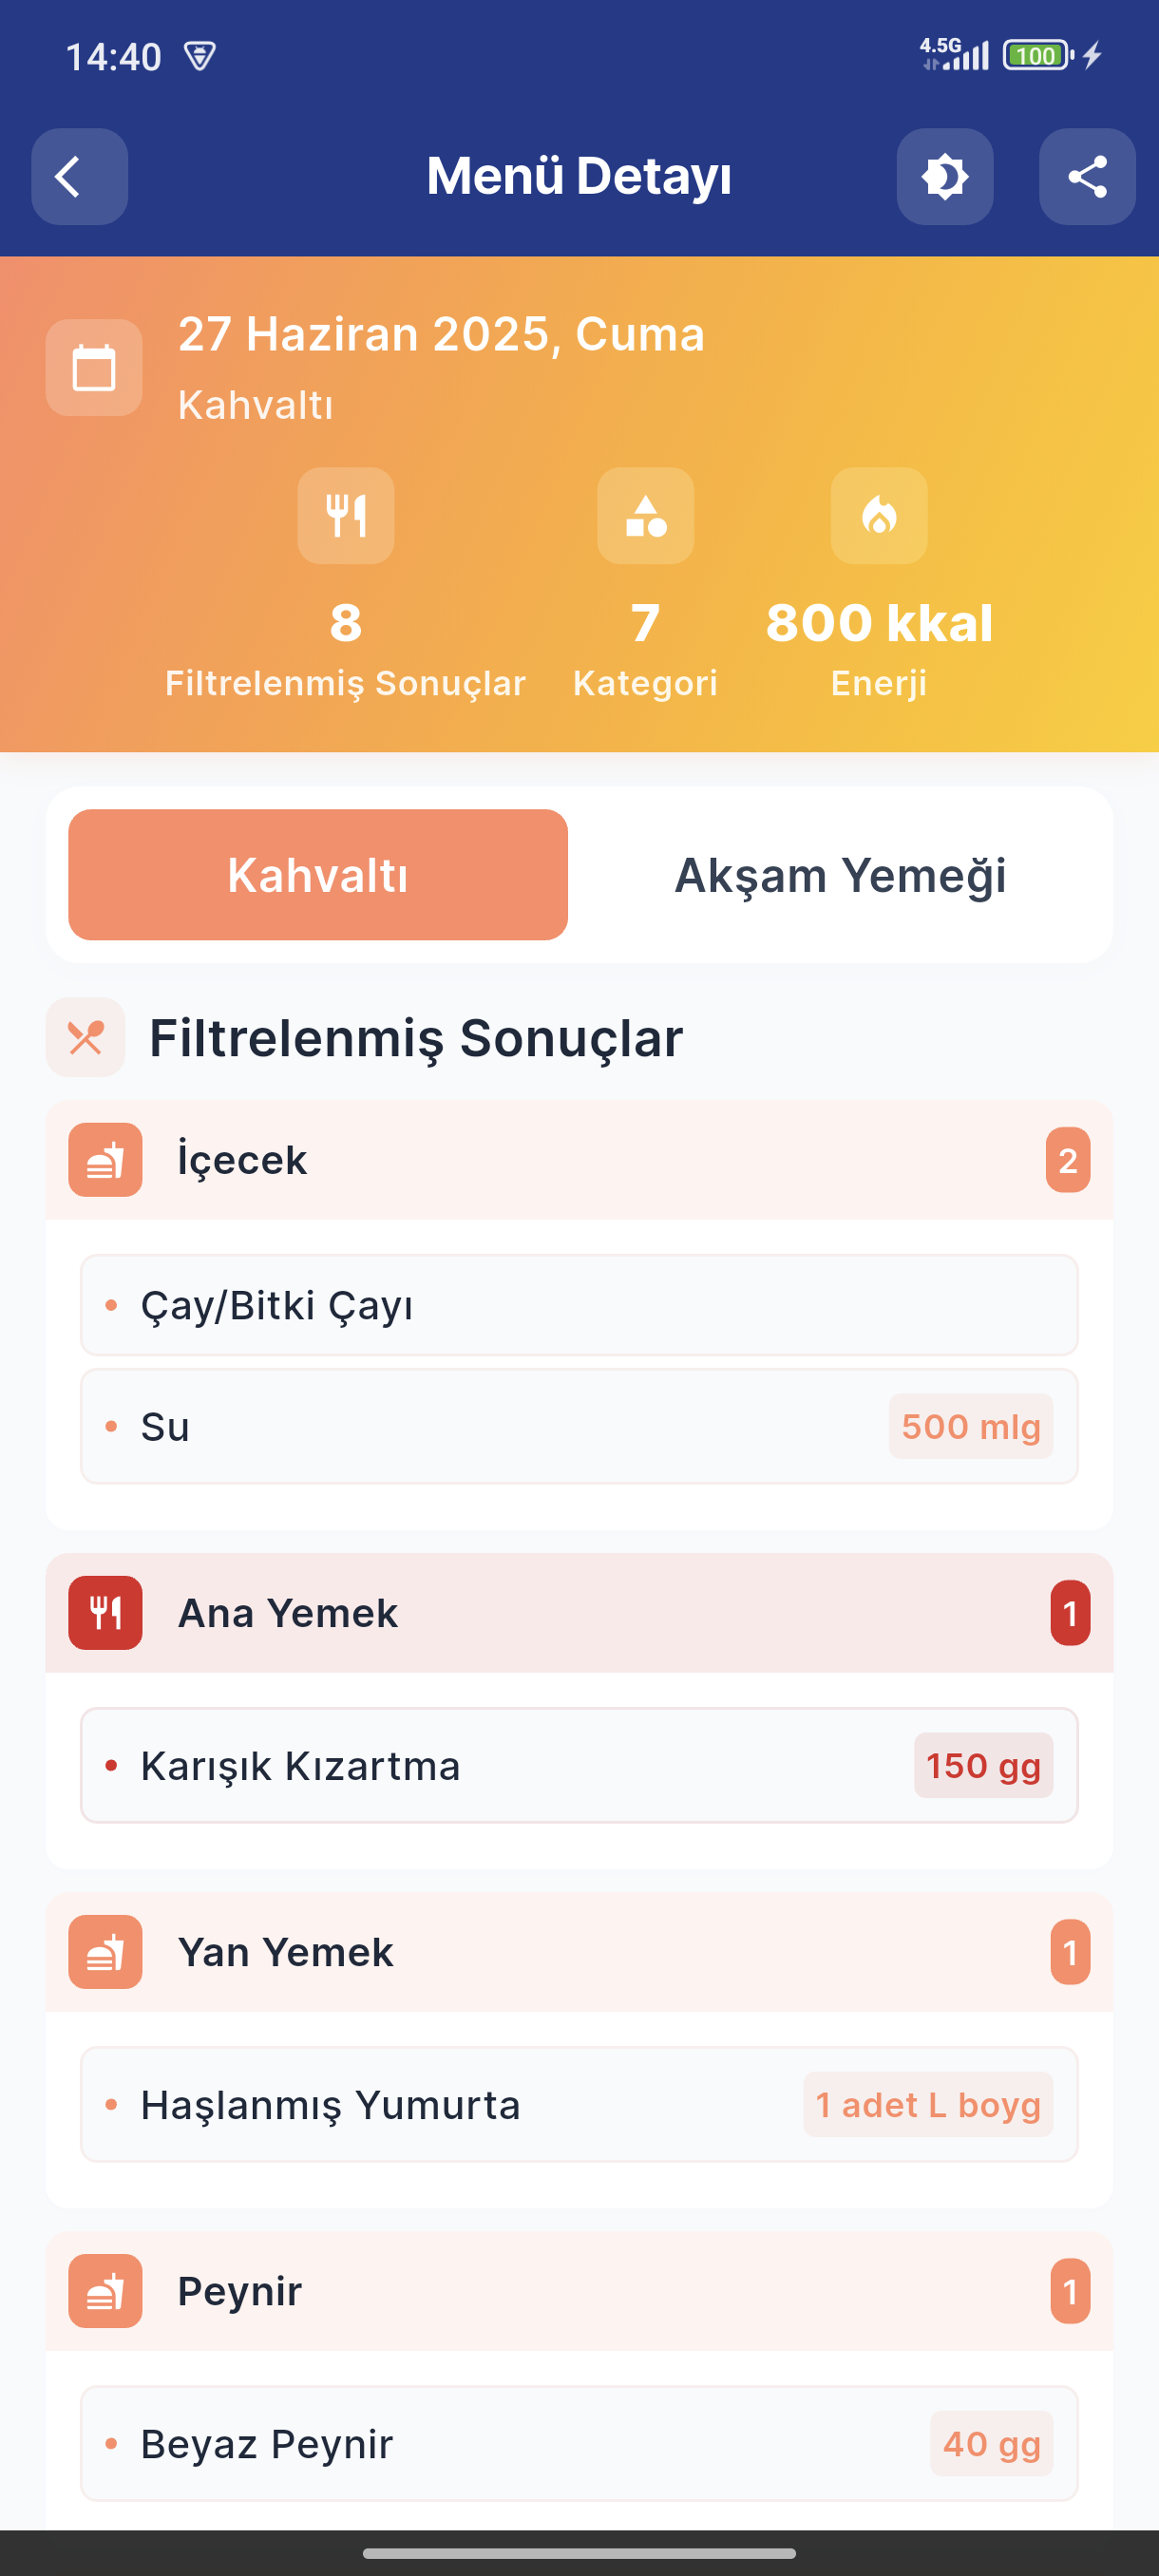 14:40
4.5G
100
Menü Detayı
27 Haziran 2025, Cuma
Kahvaltı
8
Filtrelenmiş Sonuçlar
7
Kategori
800 kkal
Enerji
Kahvaltı
Akşam Yemeği
Filtrelenmiş Sonuçlar
İçecek
2
Çay/Bitki Çayı
Su
500 mlg
Ana Yemek
1
Karışık Kızartma
150 gg
Yan Yemek
1
Haşlanmış Yumurta
1 adet L boyg
Peynir
1
Beyaz Peynir
40 gg